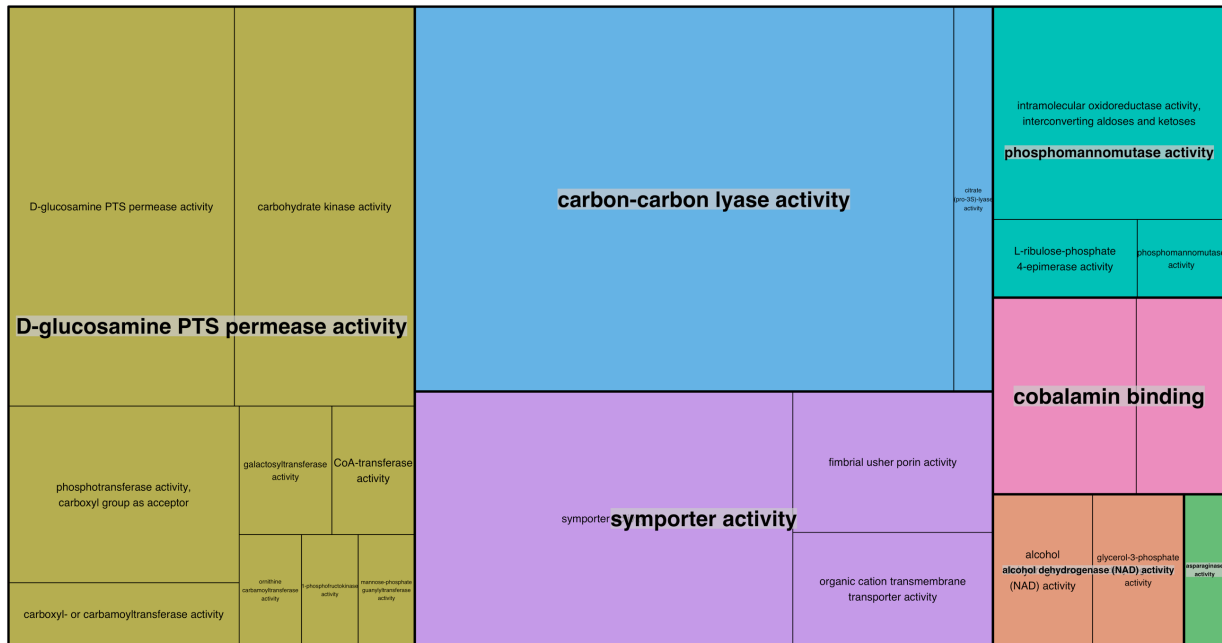 D-glucosamine PTS permease activity
carbohydrate kinase activity
D-glucosamine PTS permease activity
phosphotransferase activity,
carboxyl group as acceptor
carboxyl- or carbamoyltransferase activity
galactosyltransferase
activity
CoA-transferase
activity
ornithine
carbamoyltransferase
activity
1-phosphofructokinase
activity
mannose-phosphate
guanylyltransferase
activity
carbon-carbon lyase activity
citrate
(pro-3S)-lyase
activity
symporter
symporter activity
fimbrial usher porin activity
organic cation transmembrane
transporter activity
intramolecular oxidoreductase activity,
interconverting aldoses and ketoses
phosphomannomutase activity
L-ribulose-phosphate
4-epimerase activity
phosphomannomutase
activity
cobalamin binding
alcohol
(NAD) activity
glycerol-3-phosphate
activity
alcohol dehydrogenase (NAD) activity
asparaginase
activity